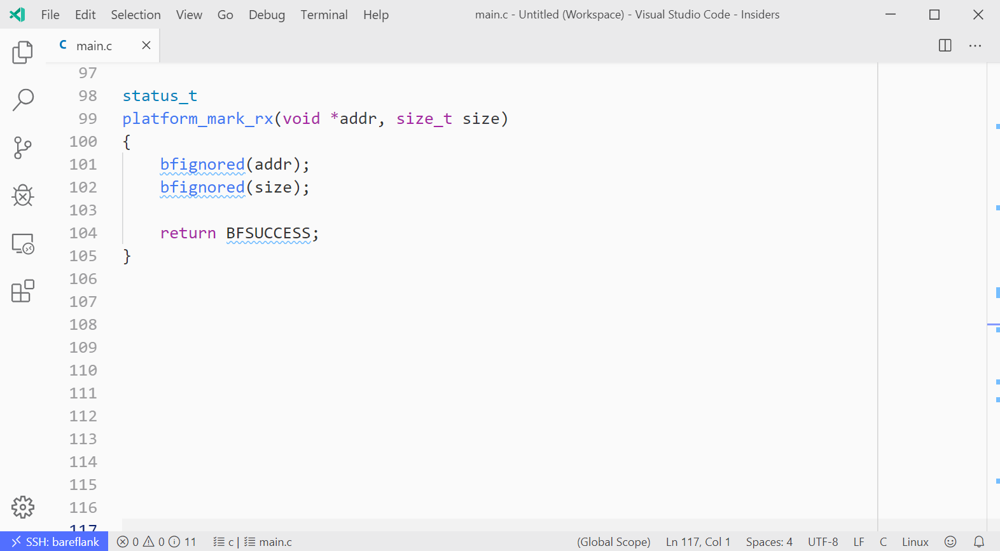 File Edit Selection View Go Debug Terminal Help main.c - Untitled (Workspace) - Visual Studio Code - Insiders
C main.c
97
98 status_t
99 platform_mark_rx(void *addr, size_t size)
100 {
101 bfignored(addr);
102 bfignored(size);
103
104 return BFSUCCESS;
105 }
106
107
108
109
110
111
112
113
114
115
116
117
SSH: bareflank 0 0 11 c | main.c (Global Scope) Ln 117, Col 1 Spaces: 4 UTF-8 LF C Linux